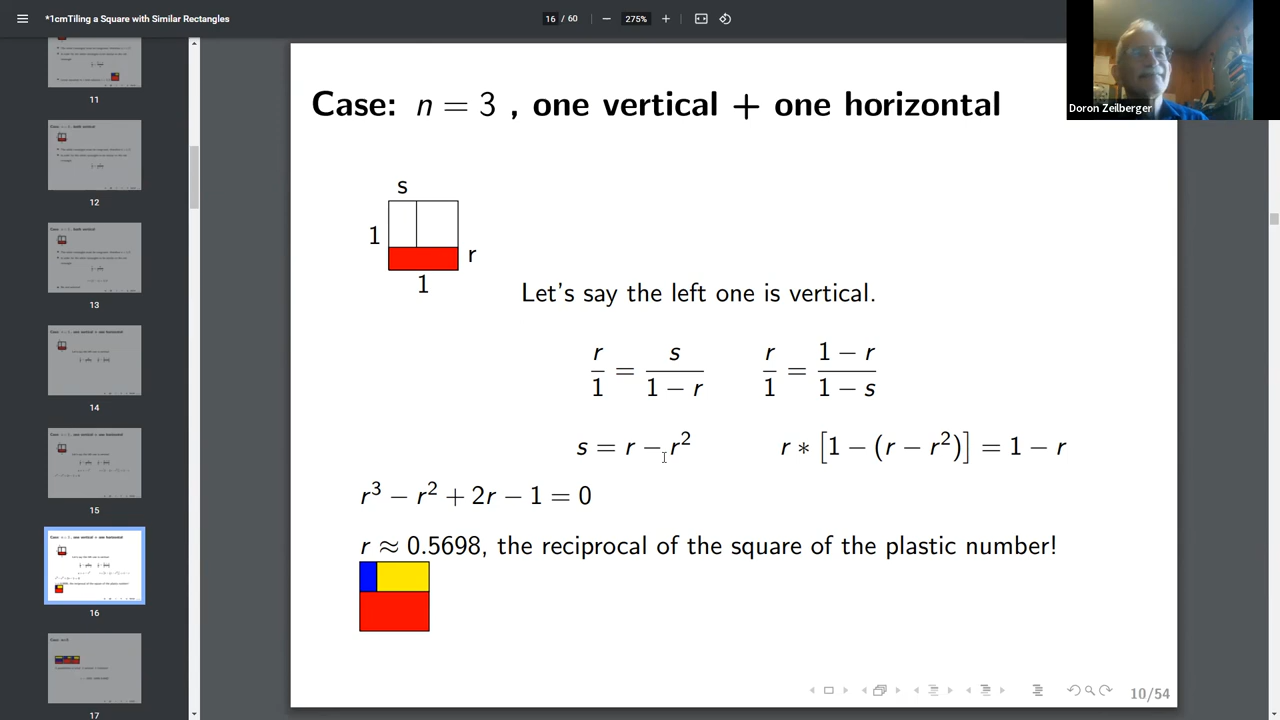 *1cmTiling a Square with Similar Rectangles
16 / 60
275%
Doron Zeilberger
11
12
13
14
15
16
17
Case: n = 3 , one vertical + one horizontal
s
1
r
1
Let's say the left one is vertical.
r/1 = s/(1 − r)   r/1 = (1 − r)/(1 − s)
s = r − r²   r ∗ [1 − (r − r²)] = 1 − r
r³ − r² + 2r − 1 = 0
r ≈ 0.5698, the reciprocal of the square of the plastic number!
10/54